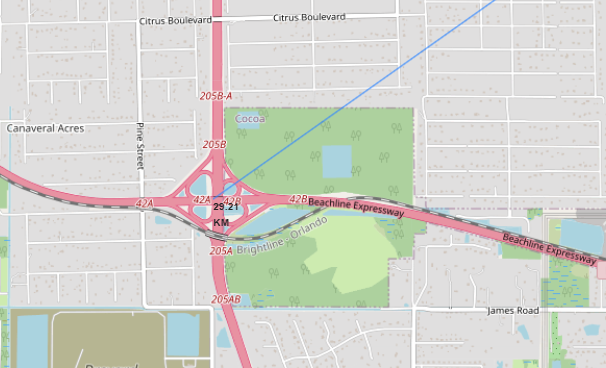 Citrus Boulevard
Citrus Boulevard
205B-A
Cocoa
Canaveral Acres
Pine Street
205B
42A
42A
42B
42B
Beachline Expressway
29.21
KM
Beachline Expressway
205A
Brightline - Orlando
205AB
James Road